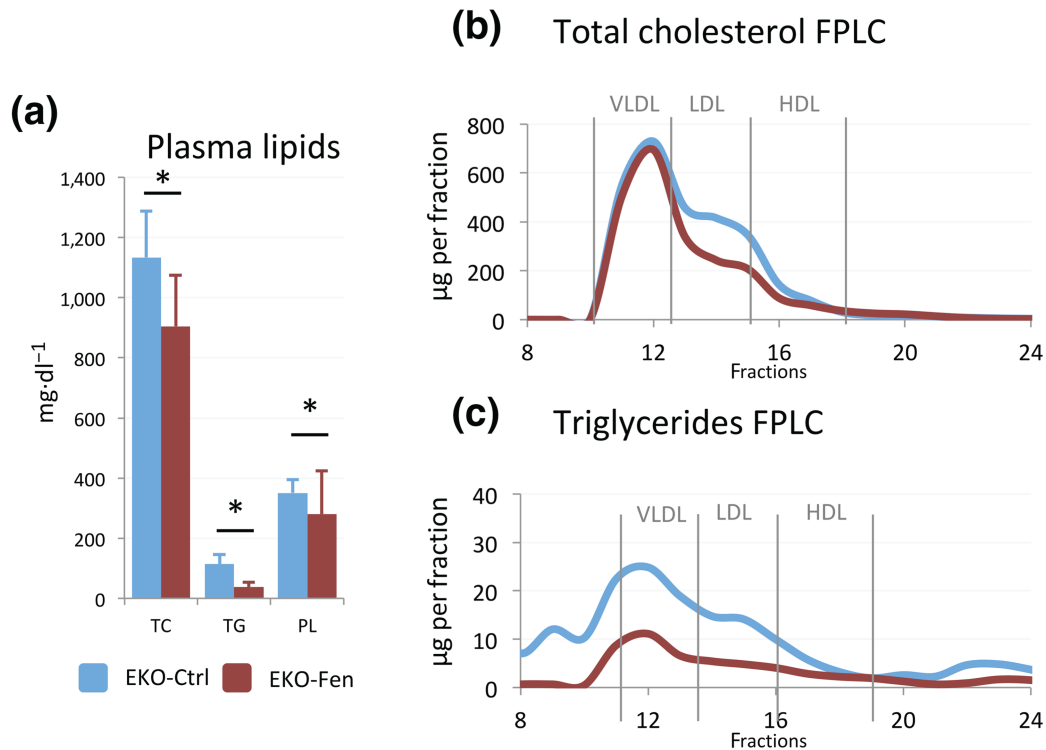 (a)
Plasma lipids
mg·dl⁻¹
1,400
1,200
1,000
800
600
400
200
0
*
*
*
TC TG PL
EKO-Ctrl EKO-Fen
(b) Total cholesterol FPLC
VLDL LDL HDL
µg per fraction
800
600
400
200
0
8 12 16 20 24
Fractions
(c) Triglycerides FPLC
VLDL LDL HDL
µg per fraction
40
30
20
10
0
8 12 16 20 24
Fractions